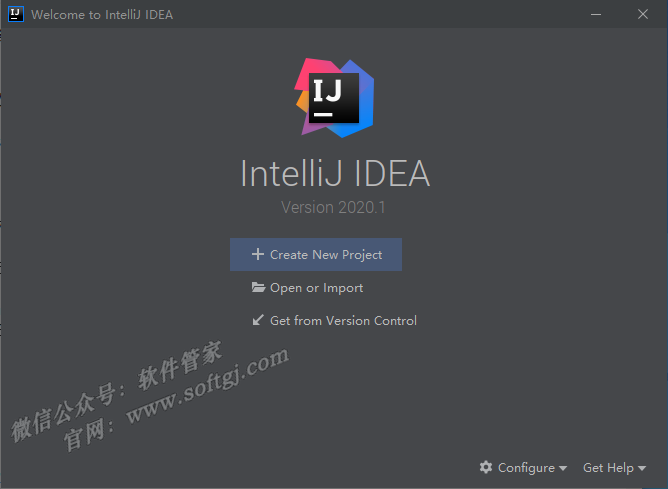 Welcome to IntelliJ IDEA
IJ
IntelliJ IDEA
Version 2020.1
Create New Project
Open or Import
Get from Version Control
微信公众号：软件管家
官网：www.softgj.com
Configure
Get Help